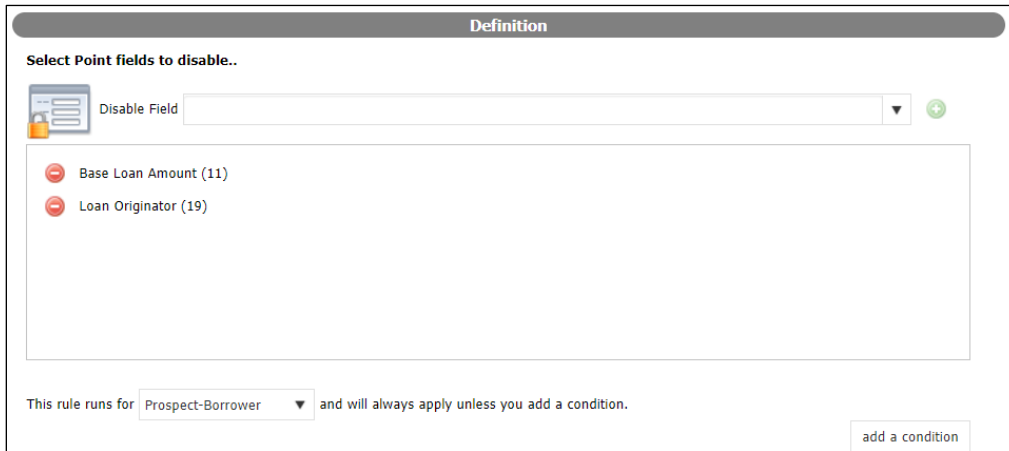 Definition
Select Point fields to disable..
Disable Field
Base Loan Amount (11)
Loan Originator (19)
This rule runs for Prospect-Borrower and will always apply unless you add a condition.
add a condition